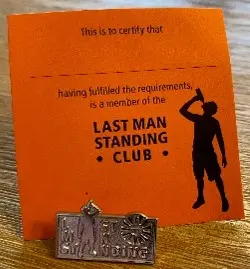 This is to certify that
having fulfilled the requirements,
is a member of the
LAST MAN
STANDING
• CLUB •